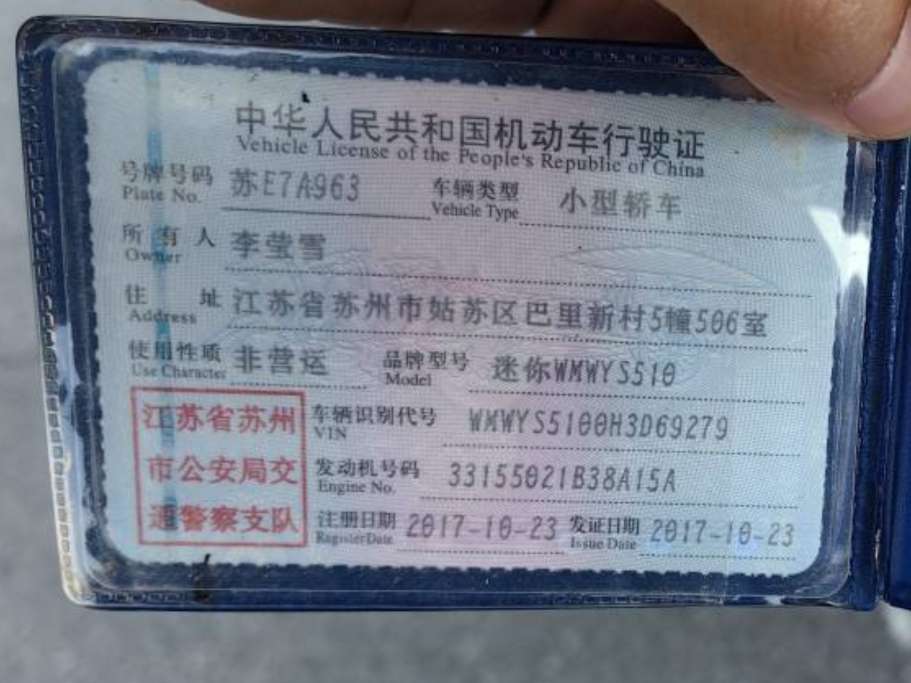 中华人民共和国机动车行驶证
Vehicle License of the People's Republic of China
号牌号码 苏E7A963 车辆类型 小型轿车
Plate No. Vehicle Type
所有人 李莹雪
Owner
住址 江苏省苏州市姑苏区巴里新村5幢506室
Address
使用性质 非营运 品牌型号 迷你WMWYS510
Use Character Model
江苏省苏州 车辆识别代号 WMWYS5100H3D69279
VIN
市公安局交 发动机号码 33155021B38A15A
Engine No.
通警察支队 注册日期 2017-10-23 发证日期 2017-10-23
Register Date Issue Date